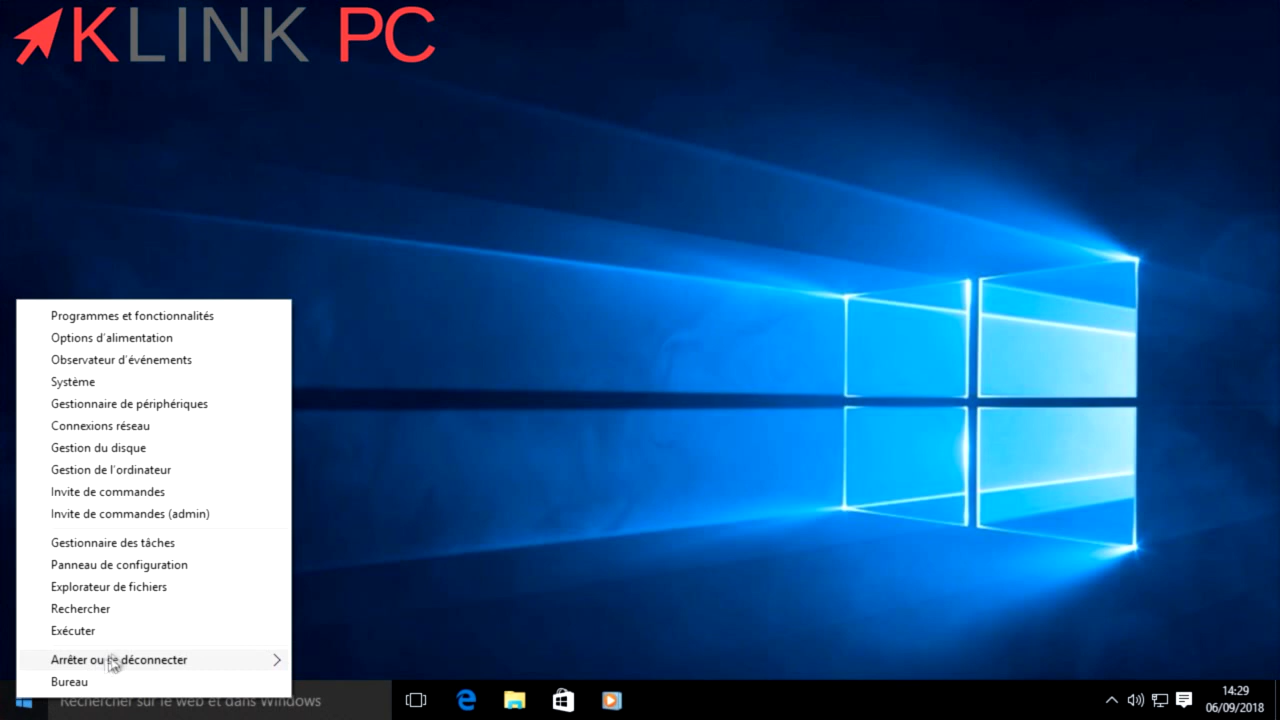 KLINK PC
Programmes et fonctionnalités
Options d'alimentation
Observateur d'événements
Système
Gestionnaire de périphériques
Connexions réseau
Gestion du disque
Gestion de l'ordinateur
Invite de commandes
Invite de commandes (admin)
Gestionnaire des tâches
Panneau de configuration
Explorateur de fichiers
Rechercher
Exécuter
Arrêter ou se déconnecter
Bureau
Rechercher sur le web et dans Windows
14:29
06/09/2018